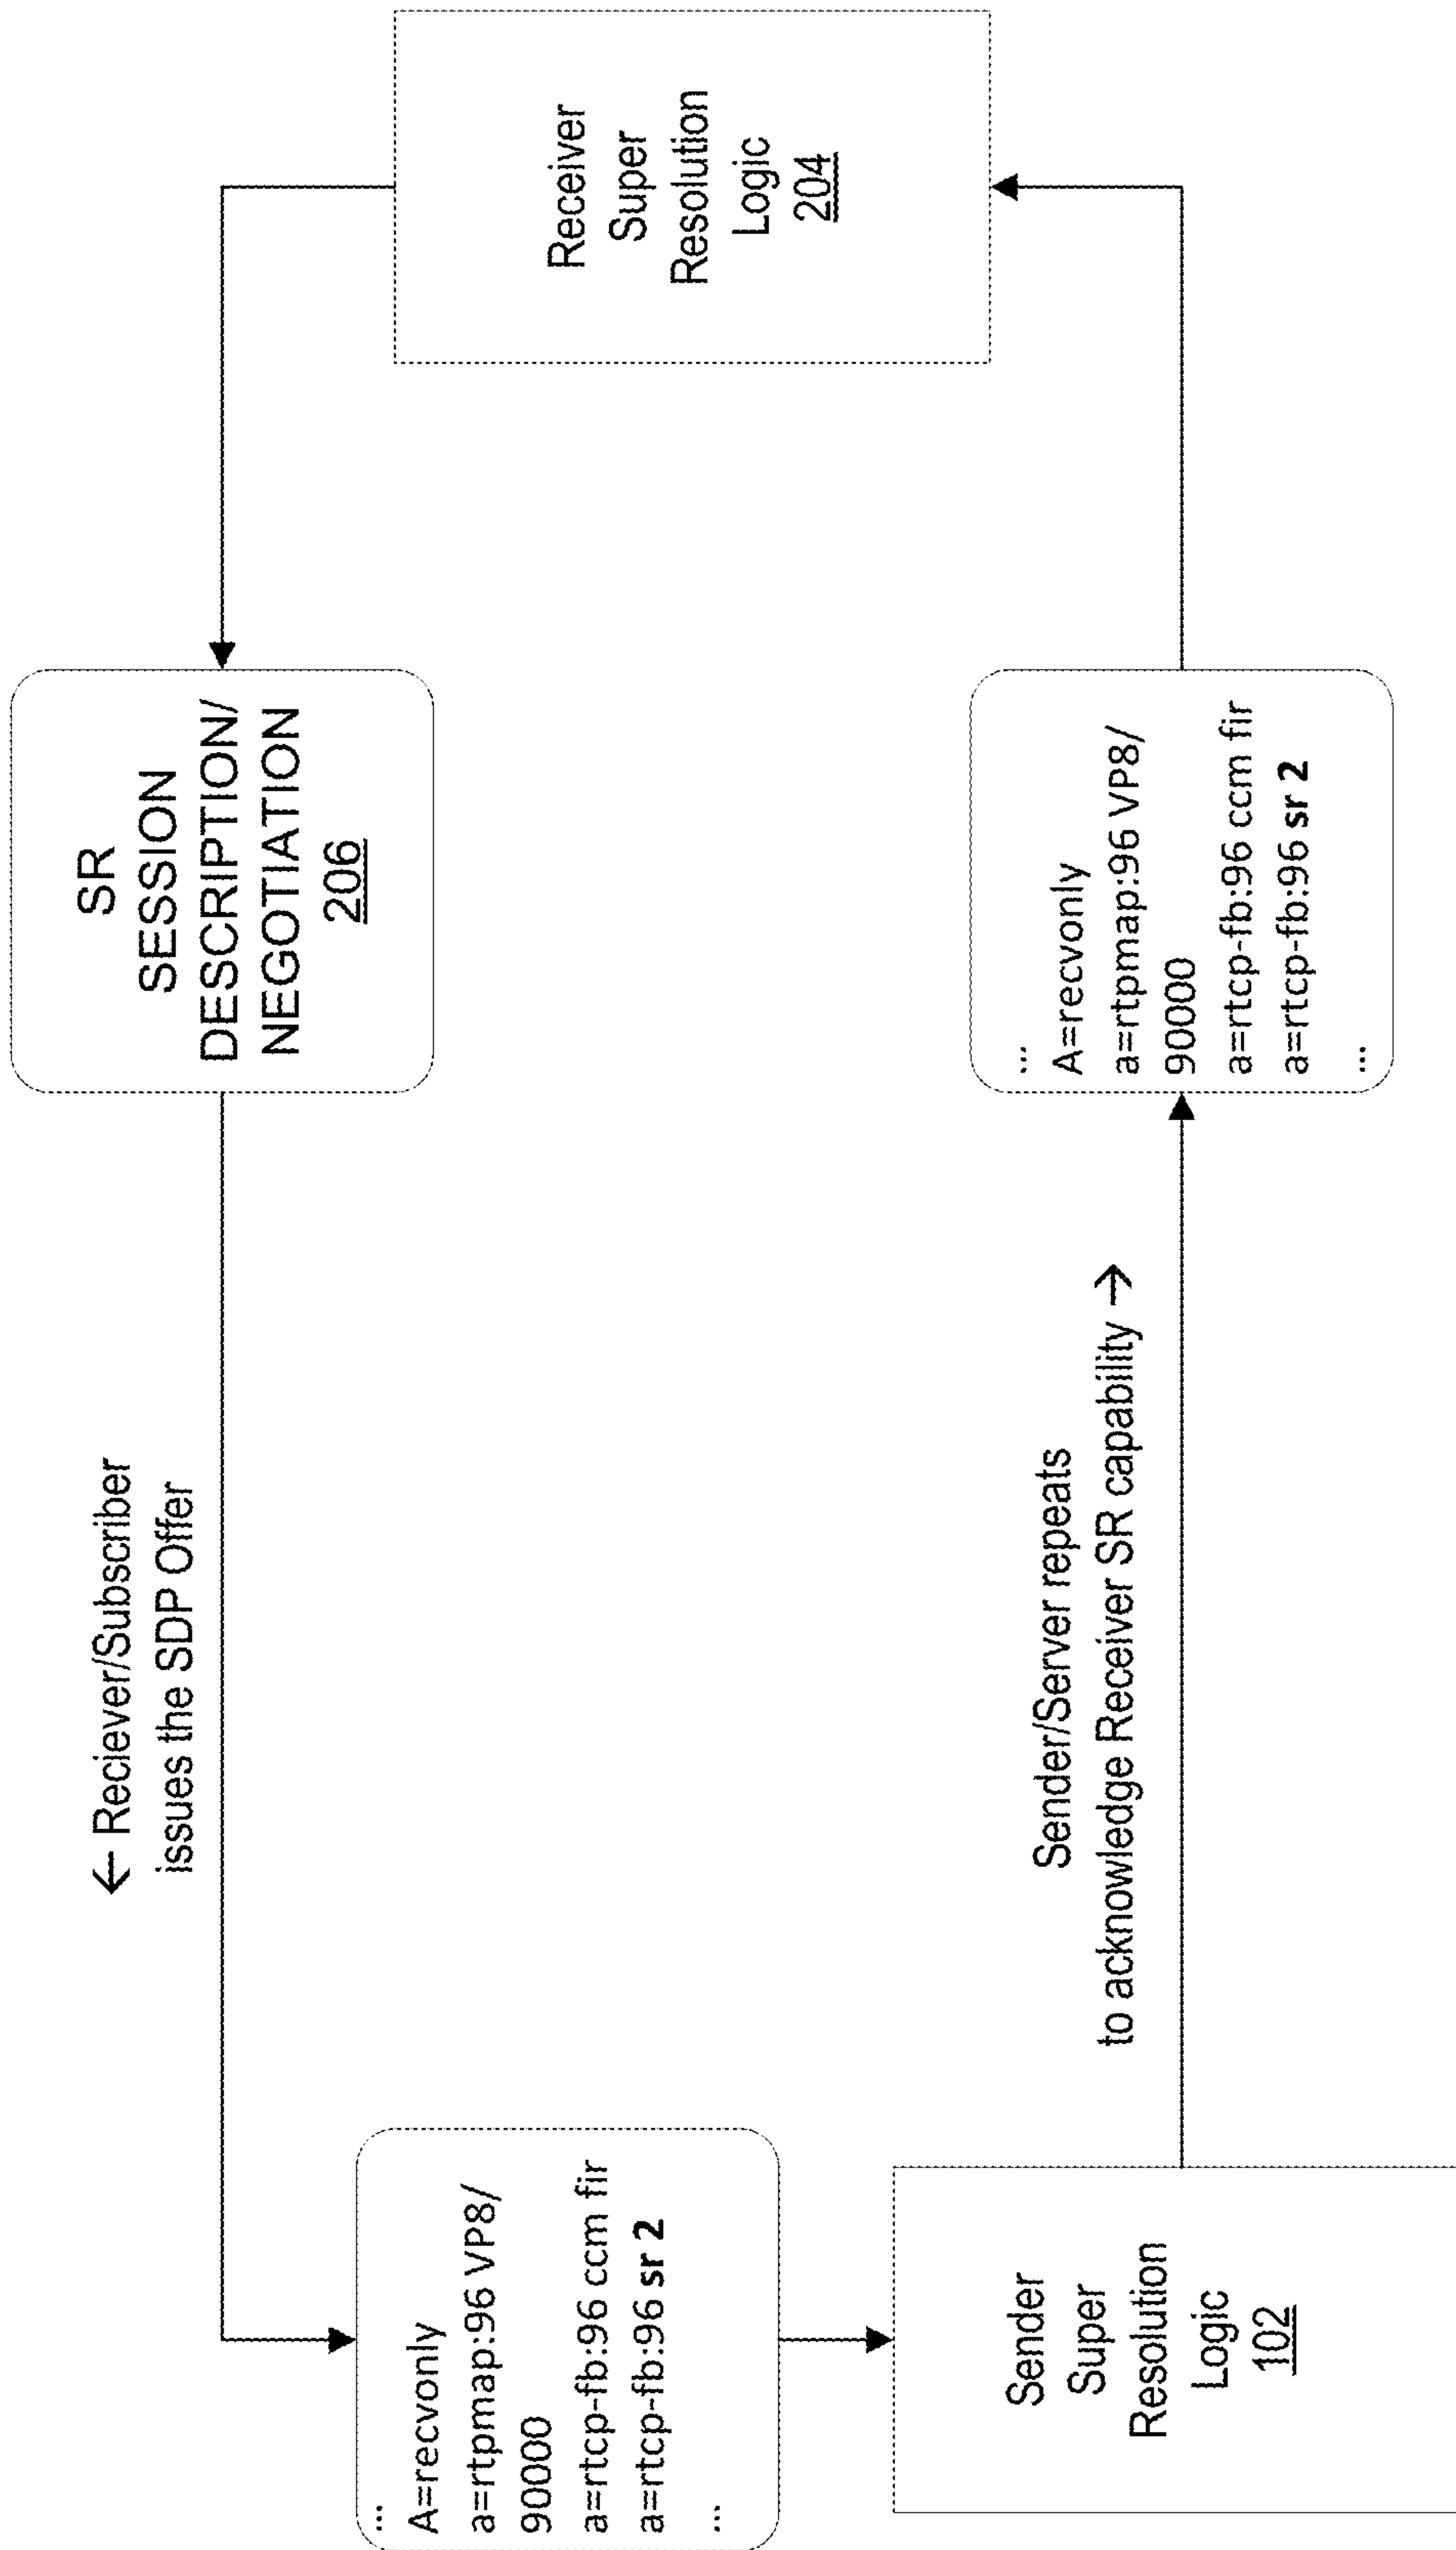 ← Reciever/Subscriber
issues the SDP Offer
SR
SESSION
DESCRIPTION/
NEGOTIATION
206
...
A=recvonly
a=rtpmap:96 VP8/
90000
a=rtcp-fb:96 ccm fir
a=rtcp-fb:96 sr 2
...
Receiver
Super
Resolution
Logic
204
Sender
Super
Resolution
Logic
102
Sender/Server repeats
to acknowledge Receiver SR capability →
...
A=recvonly
a=rtpmap:96 VP8/
90000
a=rtcp-fb:96 ccm fir
a=rtcp-fb:96 sr 2
...